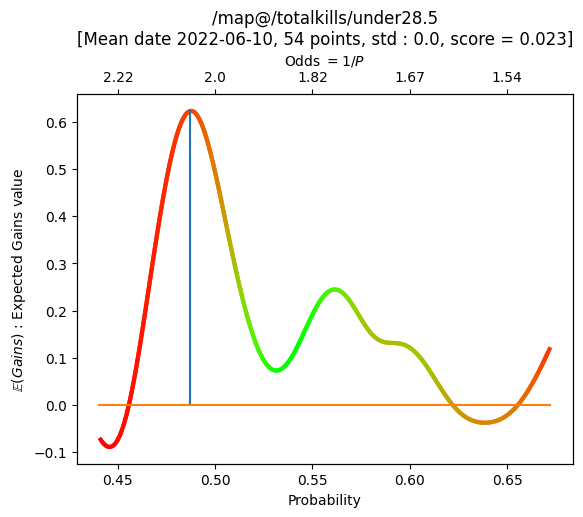 /map@/totalkills/under28.5
[Mean date 2022-06-10, 54 points, std : 0.0, score = 0.023]
Odds = 1/P
2.22 2.0 1.82 1.67 1.54
0.6
0.5
0.4
0.3
0.2
0.1
0.0
−0.1
𝔼(Gains) : Expected Gains value
0.45 0.50 0.55 0.60 0.65
Probability